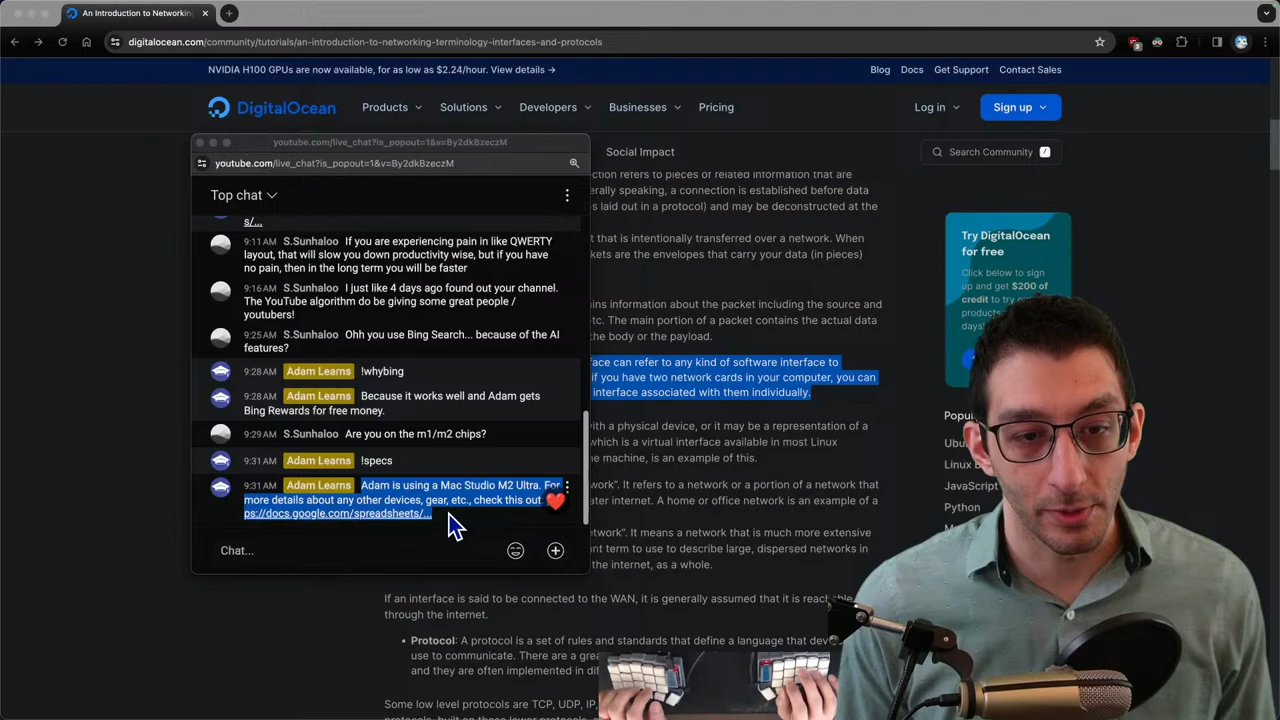 An Introduction to Networkin
digitalocean.com/community/tutorials/an-introduction-to-networking-terminology-interfaces-and-protocols
3
NVIDIA H100 GPUs are now available, for as low as $2.24/hour. View details →
Blog Docs Get Support Contact Sales
DigitalOcean
Products Solutions Developers Businesses Pricing
Log in Sign up
youtube.com/live_chat?is_popout=1&v=By2dkBzeczM
youtube.com/live_chat?is_popout=1&v=By2dkBzeczM
Top chat
s/...
9:11 AM S.Sunhaloo If you are experiencing pain in like QWERTY
layout, that will slow you down productivity wise, but if you have
no pain, then in the long term you will be faster
9:16 AM S.Sunhaloo I just like 4 days ago found out your channel.
The YouTube algorithm do be giving some great people /
youtubers!
9:25 AM S.Sunhaloo Ohh you use Bing Search... because of the AI
features?
9:28 AM Adam Learns !whybing
9:28 AM Adam Learns Because it works well and Adam gets
Bing Rewards for free money.
9:29 AM S.Sunhaloo Are you on the m1/m2 chips?
9:31 AM Adam Learns !specs
9:31 AM Adam Learns Adam is using a Mac Studio M2 Ultra. For
more details about any other devices, gear, etc., check this out
ps://docs.google.com/spreadsheets/...
Chat...
Social Impact
Search Community /
ction refers to pieces of related information that are
erally speaking, a connection is established before data
s laid out in a protocol) and may be deconstructed at the
t that is intentionally transferred over a network. When
kets are the envelopes that carry your data (in pieces)
ains information about the packet including the source and
etc. The main portion of a packet contains the actual data
the body or the payload.
face can refer to any kind of software interface to
if you have two network cards in your computer, you can
interface associated with them individually.
with a physical device, or it may be a representation of a
which is a virtual interface available in most Linux
he machine, is an example of this.
work". It refers to a network or a portion of a network that
ater internet. A home or office network is an example of a
etwork". It means a network that is much more extensive
ant term to use to describe large, dispersed networks in
the internet, as a whole.
If an interface is said to be connected to the WAN, it is generally assumed that it is reachable
through the internet.
• Protocol: A protocol is a set of rules and standards that define a language that dev
use to communicate. There are a grea
and they are often implemented in dif
Some low level protocols are TCP, UDP, IP,
Try DigitalOcean
for free
Click below to sign
up and get $200 of
credit to try our
products
days!
Popu
Ubu
Linux B
JavaScript
Python